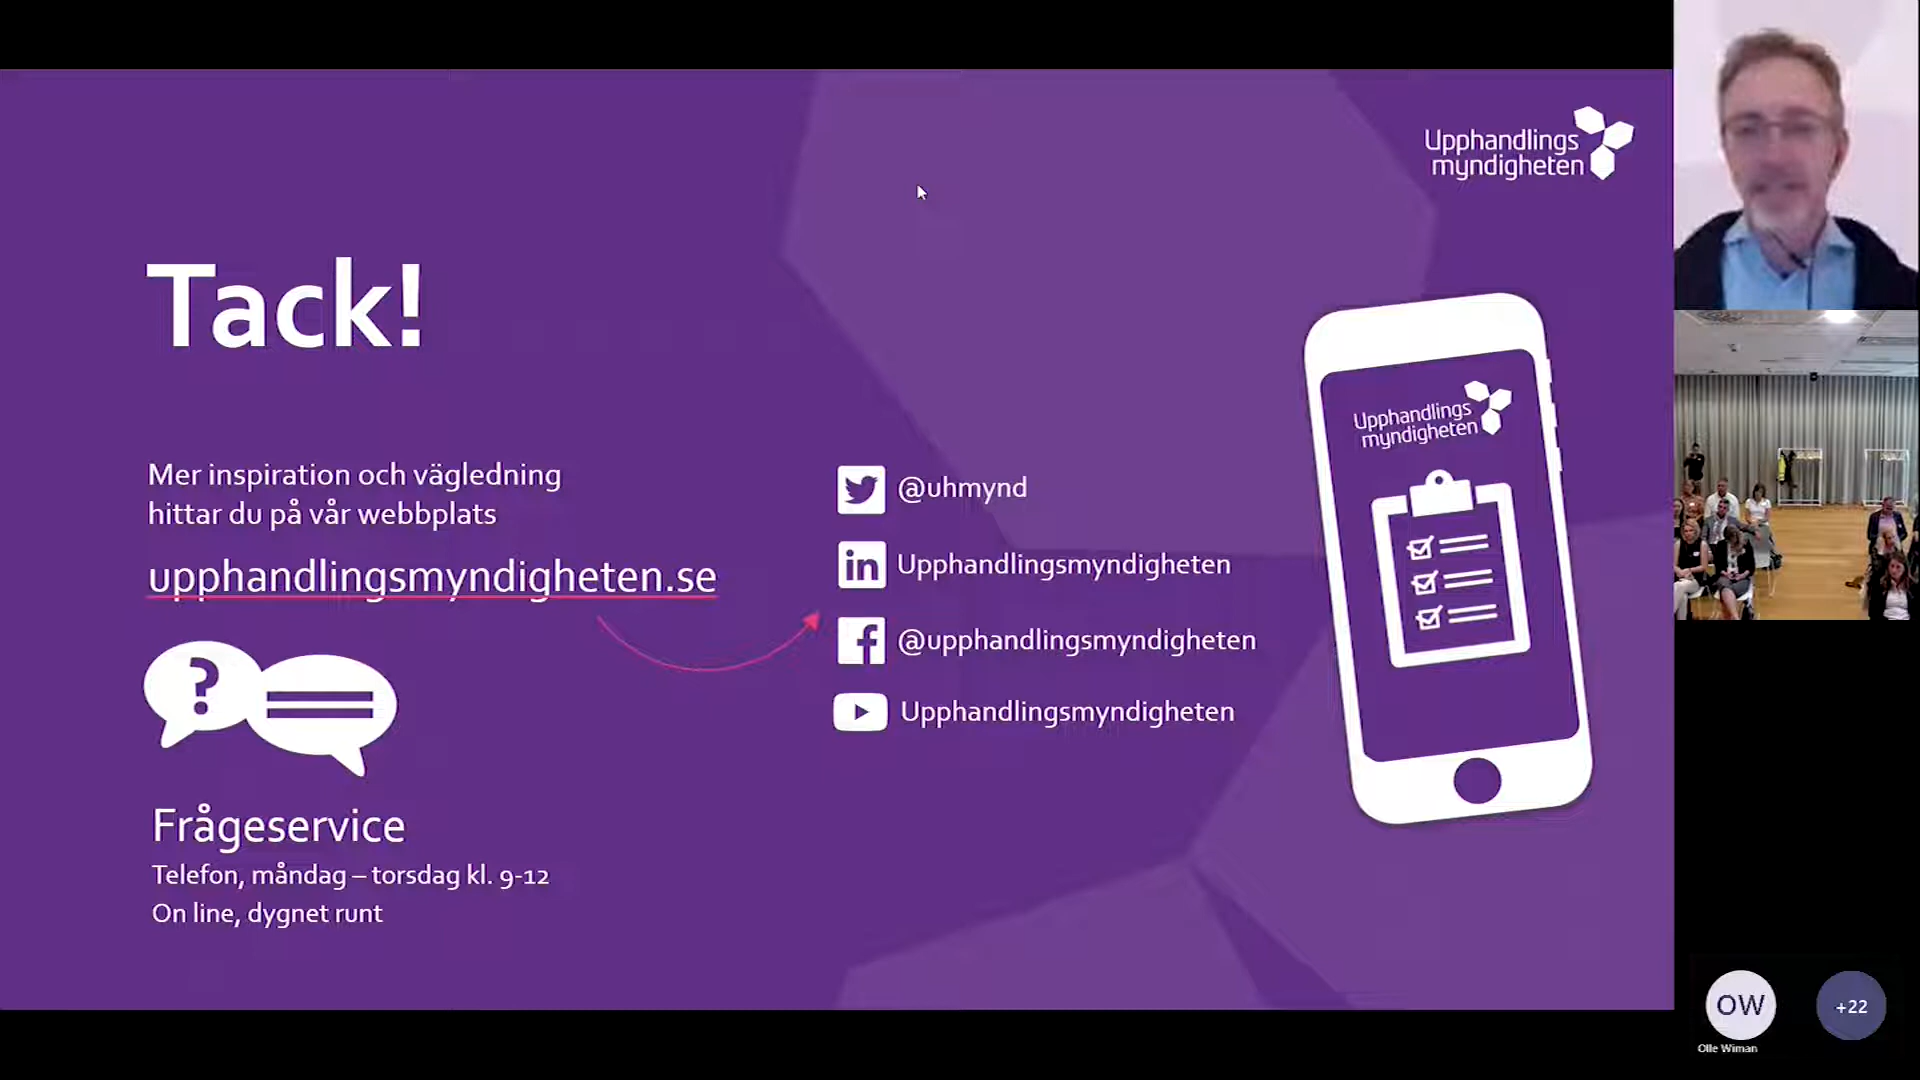 Upphandlings
myndigheten
Tack!
Mer inspiration och vägledning
hittar du på vår webbplats
upphandlingsmyndigheten.se
?
Frågeservice
Telefon, måndag – torsdag kl. 9-12
On line, dygnet runt
@uhmynd
in Upphandlingsmyndigheten
f @upphandlingsmyndigheten
Upphandlingsmyndigheten
Upphandlings
myndigheten
OW
Olle Wiman
+22